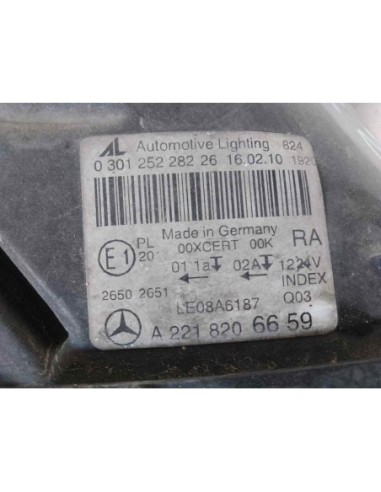 AL Automotive Lighting 824
0 301 252 282 26 16.02.10 1920
Made in Germany
E1 PL 00XCERT 00K RA
20
01 1a 02A 12 24V
2650 2651 INDEX
LE08A6187 Q03
A 221 820 66 59